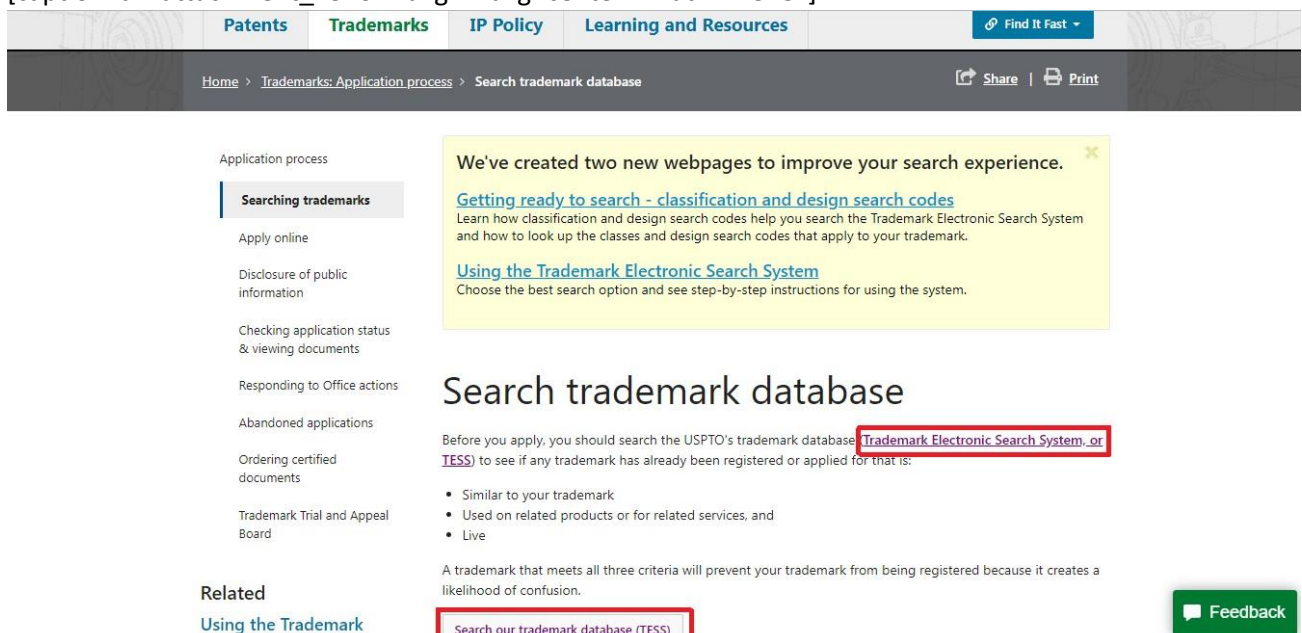 Patents Trademarks IP Policy Learning and Resources Find It Fast
Home > Trademarks: Application process > Search trademark database Share | Print
Application process
Searching trademarks
Apply online
Disclosure of public
information
Checking application status
& viewing documents
Responding to Office actions
Abandoned applications
Ordering certified
documents
Trademark Trial and Appeal
Board
Related
Using the Trademark
We've created two new webpages to improve your search experience.
Getting ready to search - classification and design search codes
Learn how classification and design search codes help you search the Trademark Electronic Search System
and how to look up the classes and design search codes that apply to your trademark.
Using the Trademark Electronic Search System
Choose the best search option and see step-by-step instructions for using the system.
Search trademark database
Before you apply, you should search the USPTO's trademark database (Trademark Electronic Search System, or
TESS) to see if any trademark has already been registered or applied for that is:
• Similar to your trademark
• Used on related products or for related services, and
• Live
A trademark that meets all three criteria will prevent your trademark from being registered because it creates a
likelihood of confusion.
Search our trademark database (TESS)
Feedback